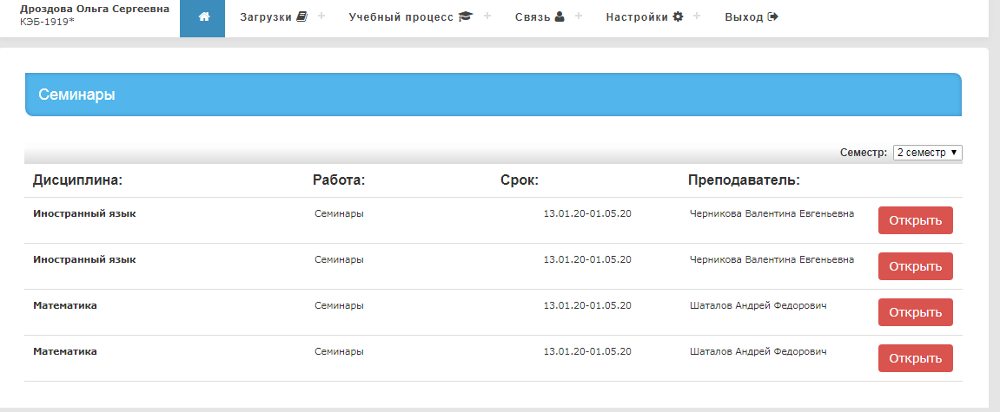 Дроздова Ольга Сергеевна
КЭБ-1919*
Загрузки + Учебный процесс + Связь + Настройки + Выход
Семинары
Семестр: 2 семестр
Дисциплина: Работа: Срок: Преподаватель:
Иностранный язык Семинары 13.01.20-01.05.20 Черникова Валентина Евгеньевна Открыть
Иностранный язык Семинары 13.01.20-01.05.20 Черникова Валентина Евгеньевна Открыть
Математика Семинары 13.01.20-01.05.20 Шаталов Андрей Федорович Открыть
Математика Семинары 13.01.20-01.05.20 Шаталов Андрей Федорович Открыть